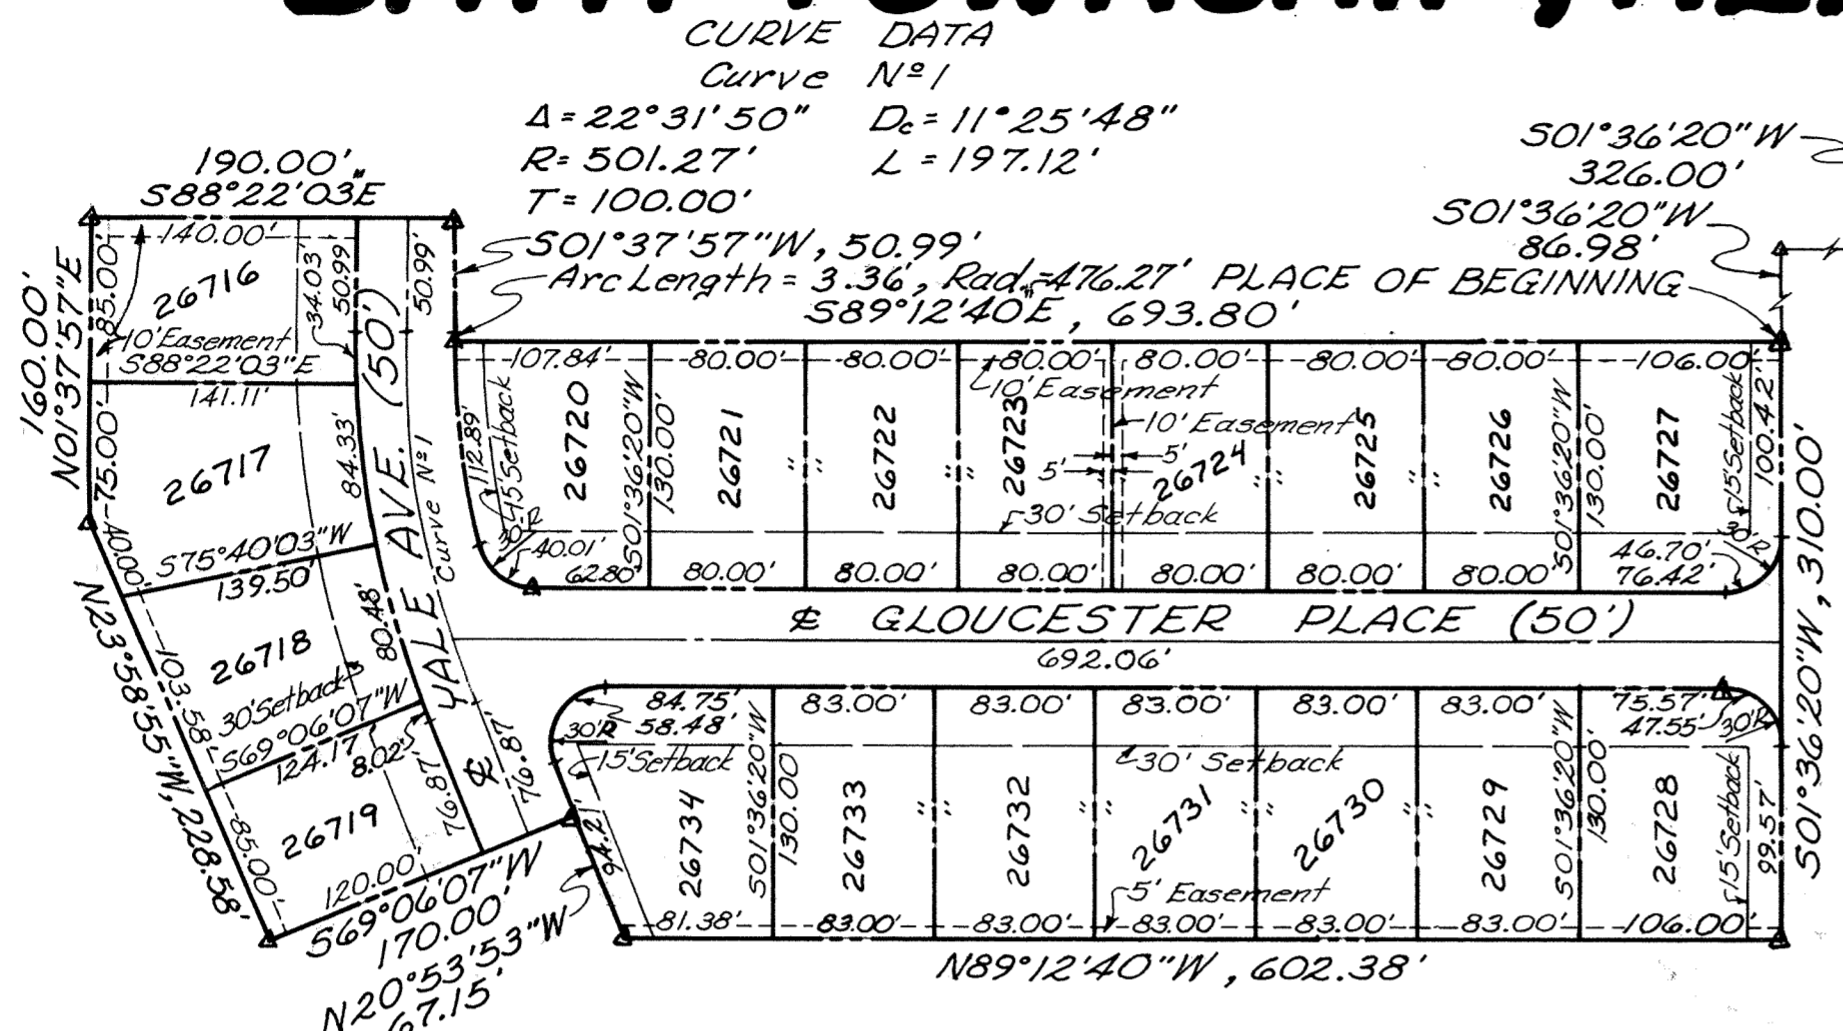 CURVE DATA
Curve Nº 1
Δ = 22°31'50" Dc = 11°25'48"
R = 501.27' L = 197.12'
T = 100.00'
S01°36'20"W
326.00'
S01°36'20"W
86.98'
190.00'
S88°22'03"E
S01°37'57"W, 50.99'
Arc Length = 3.36', Rad. = 476.27' PLACE OF BEGINNING
S89°12'40"E, 693.80'
160.00'
N01°37'57"E
140.00'
85.00'
26716
34.03'
50.99
50.99'
10' Easement
S88°22'03"E
141.11'
75.00'
26717
84.33'
40.00'
S75°40'03"W
139.50'
26718
80.48'
30' Setback
S69°06'07"W
124.17'
8.02'
103.58'
26719
76.87'
76.87'
85.00'
120.00'
N23°58'55"W, 228.58'
S69°06'07"W
170.00'
N20°53'53"W
67.15'
℄ YALE AVE. (50')
Curve Nº 1
107.84' 80.00' 80.00' 80.00' 80.00' 80.00' 80.00' 106.00'
112.89'
15' Setback
26720
S01°36'20"W
130.00'
26721
" "
26722
" "
26723
10' Easement
10' Easement
5'
5'
26724
" "
26725
" "
26726
S01°36'20"W
130.00'
26727
15' Setback
100.42'
30' Setback
30'R
40.01'
62.80' 80.00' 80.00' 80.00' 80.00' 80.00' 80.00' 76.42'
46.70'
30'R
℄ GLOUCESTER PLACE (50')
692.06'
S01°36'20"W, 310.00'
84.75' 83.00' 83.00' 83.00' 83.00' 83.00' 75.57'
58.48'
30'R
47.55'
30'R
15' Setback
30' Setback
94.21'
26734
S01°36'20"W
130.00
26733
" "
26732
" "
26731
" "
26730
" "
26729
S01°36'20"W
130.00'
26728
15' Setback
99.57'
5' Easement
81.38' 83.00' 83.00' 83.00' 83.00' 83.00' 106.00'
N89°12'40"W, 602.38'